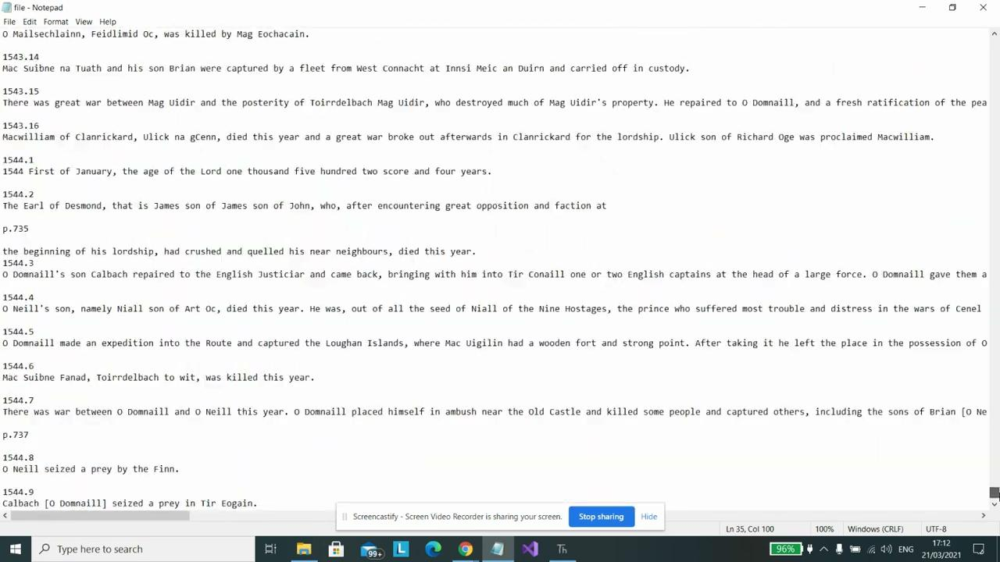 file - Notepad
File Edit Format View Help
O Mailsechlainn, Feidlimid Oc, was killed by Mag Eochacain.
1543.14
Mac Suibne na Tuath and his son Brian were captured by a fleet from West Connacht at Innsi Meic an Duirn and carried off in custody.
1543.15
There was great war between Mag Uidir and the posterity of Toirrdelbach Mag Uidir, who destroyed much of Mag Uidir's property. He repaired to O Domnaill, and a fresh ratification of the pea
1543.16
Macwilliam of Clanrickard, Ulick na gCenn, died this year and a great war broke out afterwards in Clanrickard for the lordship. Ulick son of Richard Oge was proclaimed Macwilliam.
1544.1
1544 First of January, the age of the Lord one thousand five hundred two score and four years.
1544.2
The Earl of Desmond, that is James son of James son of John, who, after encountering great opposition and faction at
p.735
the beginning of his lordship, had crushed and quelled his near neighbours, died this year.
1544.3
O Domnaill's son Calbach repaired to the English Justiciar and came back, bringing with him into Tir Conaill one or two English captains at the head of a large force. O Domnaill gave them a
1544.4
O Neill's son, namely Niall son of Art Oc, died this year. He was, out of all the seed of Niall of the Nine Hostages, the prince who suffered most trouble and distress in the wars of Cenel
1544.5
O Domnaill made an expedition into the Route and captured the Loughan Islands, where Mac Uigilin had a wooden fort and strong point. After taking it he left the place in the possession of O
1544.6
Mac Suibne Fanad, Toirrdelbach to wit, was killed this year.
1544.7
There was war between O Domnaill and O Neill this year. O Domnaill placed himself in ambush near the Old Castle and killed some people and captured others, including the sons of Brian [O Ne
p.737
1544.8
O Neill seized a prey by the Finn.
1544.9
Calbach [O Domnaill] seized a prey in Tir Eogain.
Screencastify - Screen Video Recorder is sharing your screen. Stop sharing Hide
Ln 35, Col 100 100% Windows (CRLF) UTF-8
Type here to search 99+ L Th 96% ENG 17:12
21/03/2021